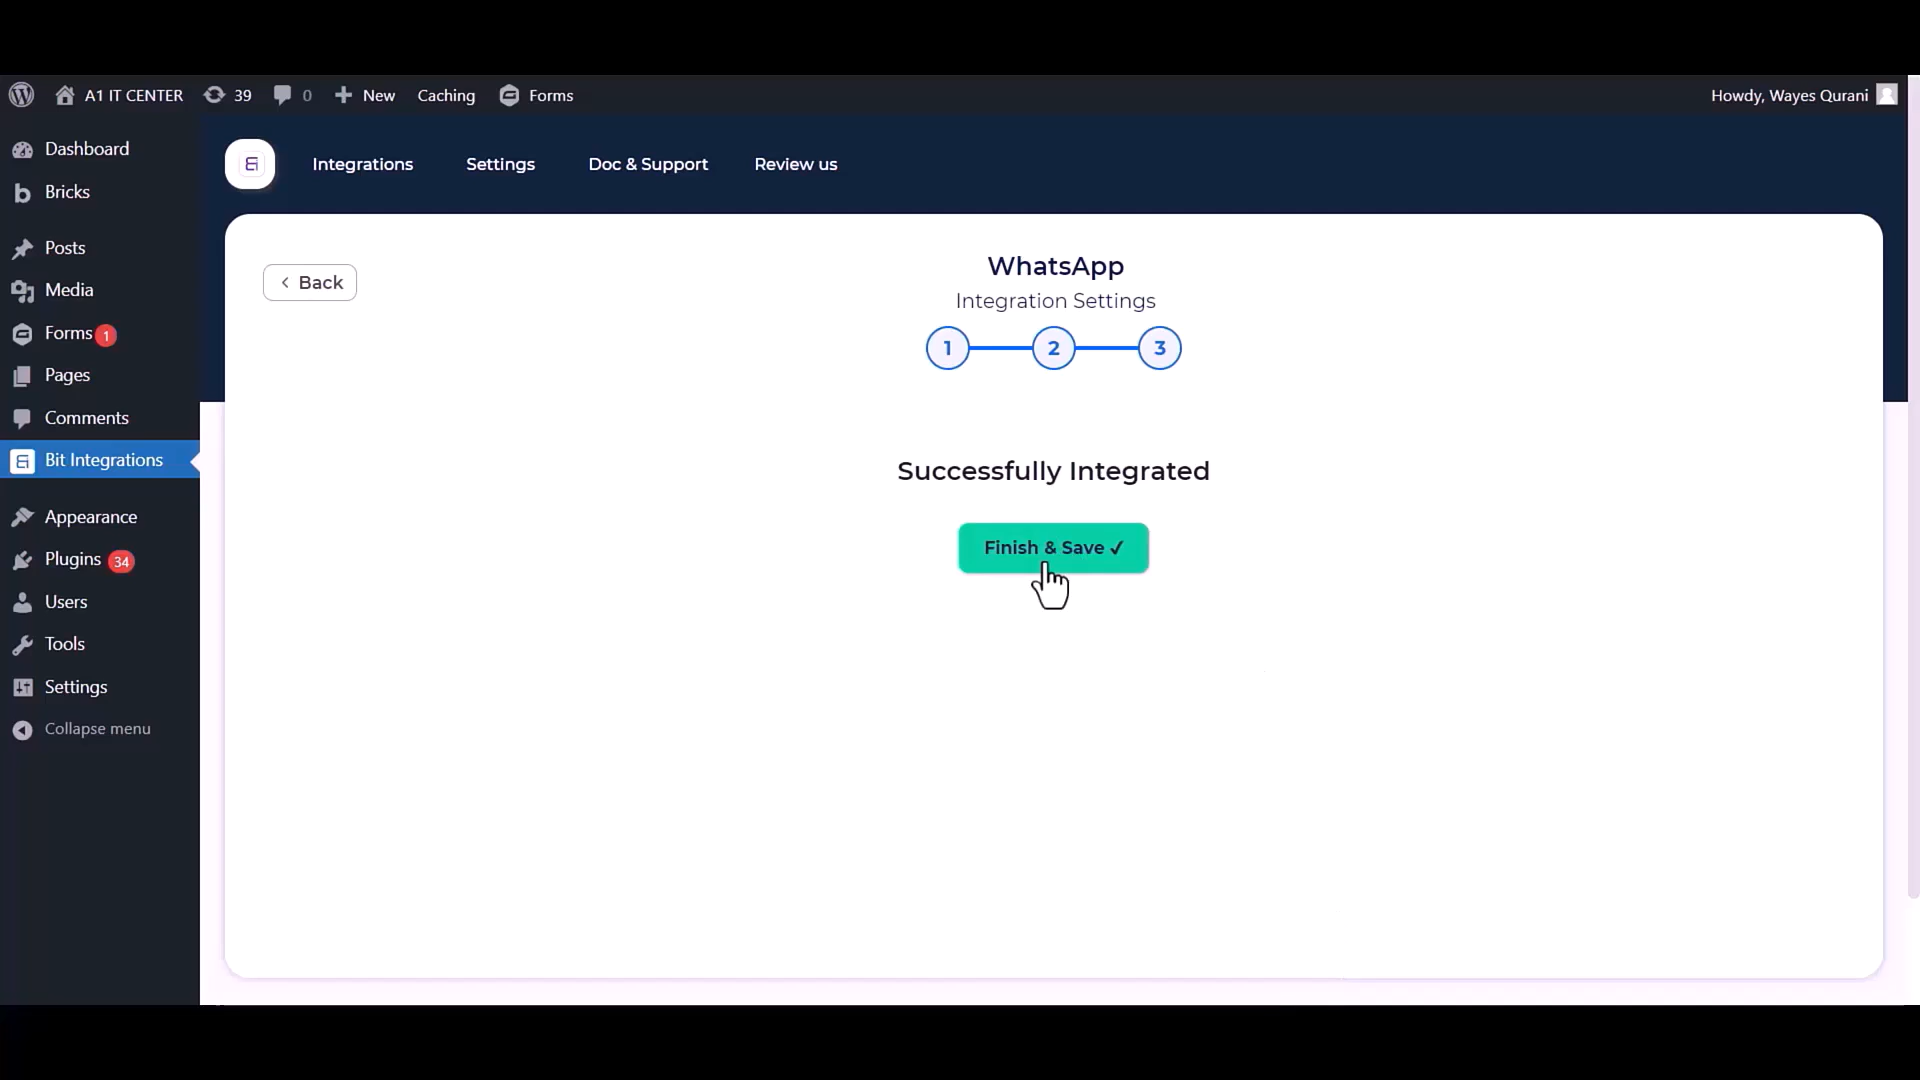 A1 IT CENTER 39 0 New Caching Forms Howdy, Wayes Qurani
Dashboard
Bricks
Posts
Media
Forms 1
Pages
Comments
Bit Integrations
Appearance
Plugins 34
Users
Tools
Settings
Collapse menu
Integrations Settings Doc & Support Review us
Back
WhatsApp
Integration Settings
1 2 3
Successfully Integrated
Finish & Save ✓